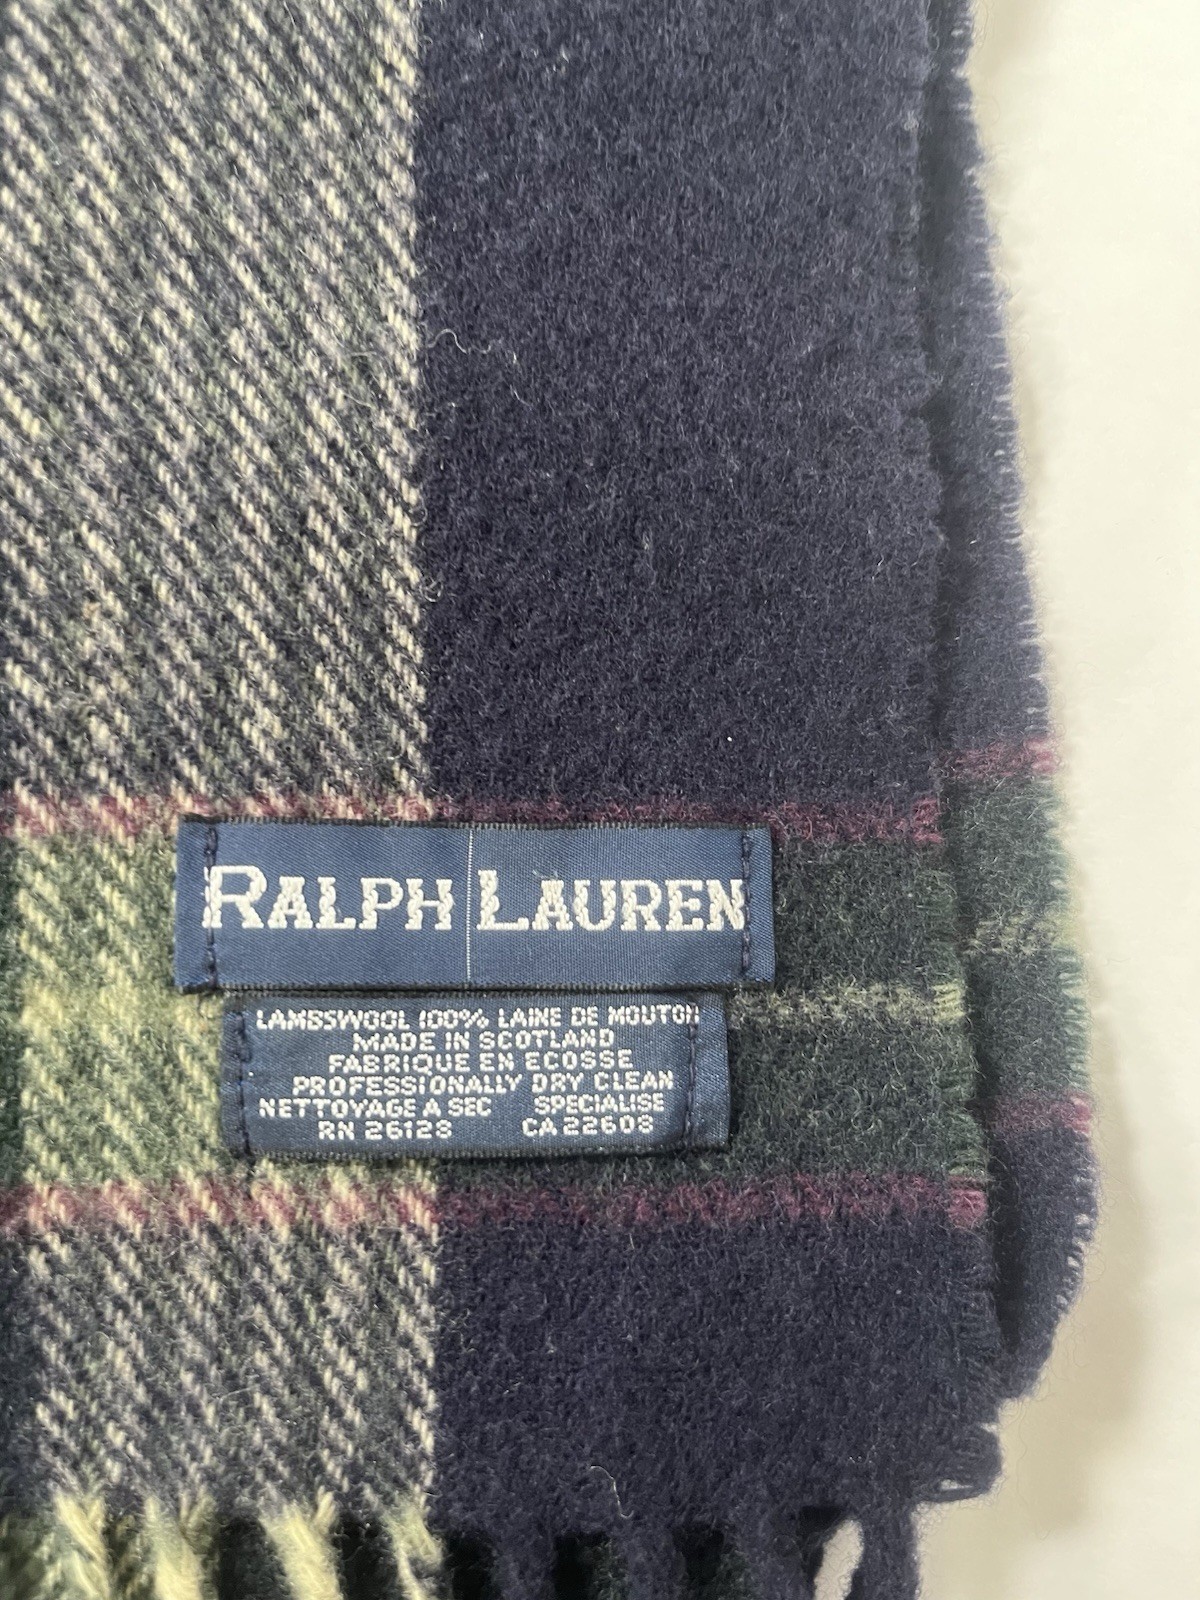 RALPH LAUREN
LAMBSWOOL 100% LAINE DE MOUTON
MADE IN SCOTLAND
FABRIQUE EN ECOSSE
PROFESSIONALLY DRY CLEAN
NETTOYAGE A SEC SPECIALISE
RN 26128 CA 22608